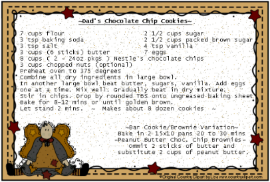 ~Dad's Chocolate Chip Cookies~
7 cups flour 2 1/2 cups sugar
3 tsp baking soda 2 1/2 cups packed brown sugar
3 tsp salt 4 tsp vanilla
3 cups (6 sticks) butter 7 eggs
8 cups ( 2 - 24oz pkgs ) Nestle's chocolate chips
3 cups chopped nuts (optional)
Preheat oven to 375 degrees
Combine all dry ingredients in large bowl.
In another large bowl beat butter, sugars, vanilla. Add eggs
one at a time. Mix well. Gradually beat in dry mixture.
Stir in chips. Drop by rounded TBS onto ungreased baking sheet
Bake for 8-12 mins or until golden brown.
Let stand 2 mins. ~ Makes about 8 dozen cookies ~
~Bar Cookie/Brownie Variation~
Bake in 2 15x10 pans 20 to 30 mins
~Peanut Butter Choc. Chip Brownies~
omit 2 sticks of butter and
substitute 2 cups of peanut butter.